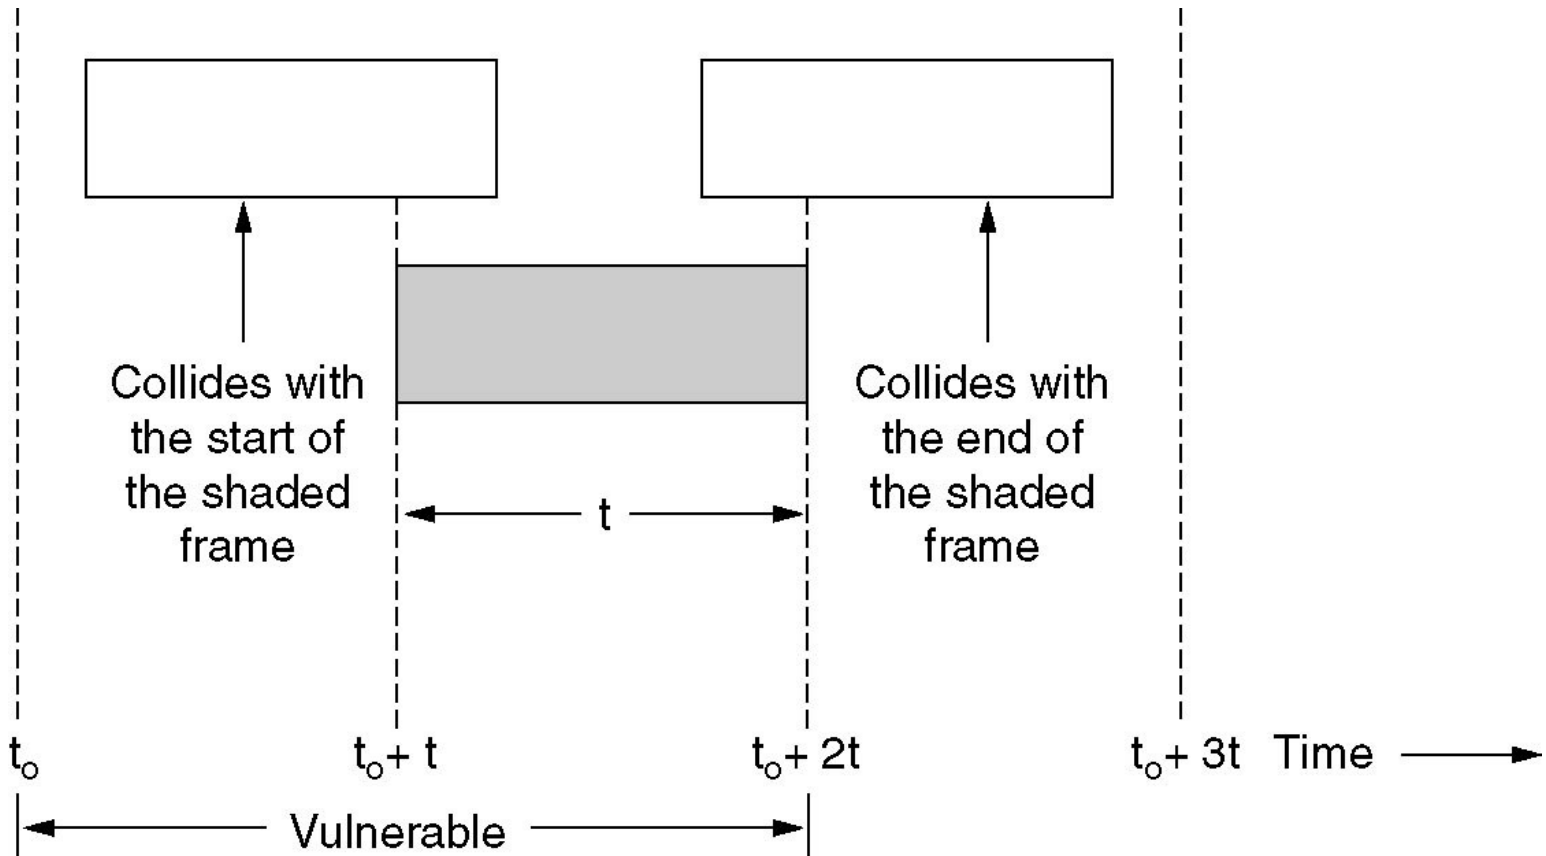 Collides with
the start of
the shaded
frame
Collides with
the end of
the shaded
frame
t
to
to+ t
to+ 2t
to+ 3t
Time
Vulnerable